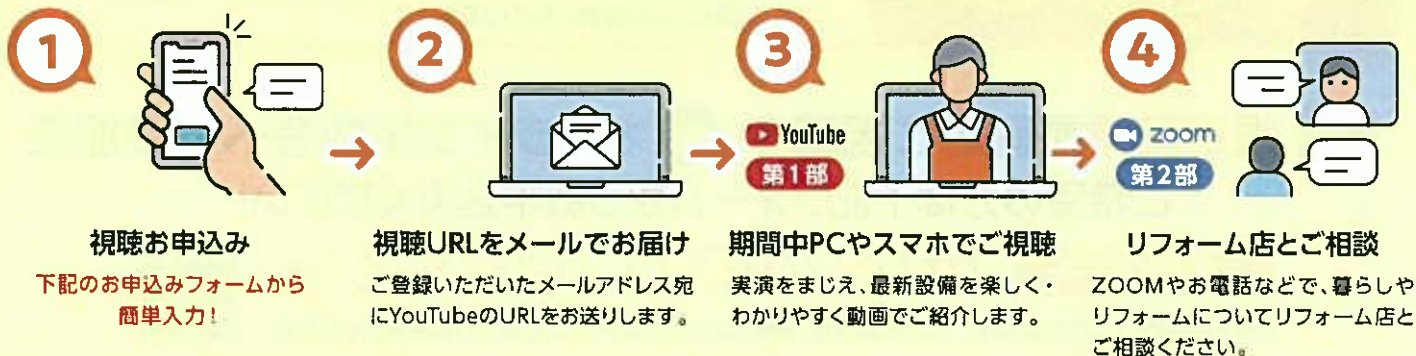 1
視聴お申込み
下記のお申込みフォームから
簡単入力！
2
視聴URLをメールでお届け
ご登録いただいたメールアドレス宛
にYouTubeのURLをお送りします。
3
YouTube
第1部
期間中PCやスマホでご視聴
実演をまじえ、最新設備を楽しく・
わかりやすく動画でご紹介します。
4
zoom
第2部
リフォーム店とご相談
ZOOMやお電話などで、暮らしや
リフォームについてリフォーム店と
ご相談ください。